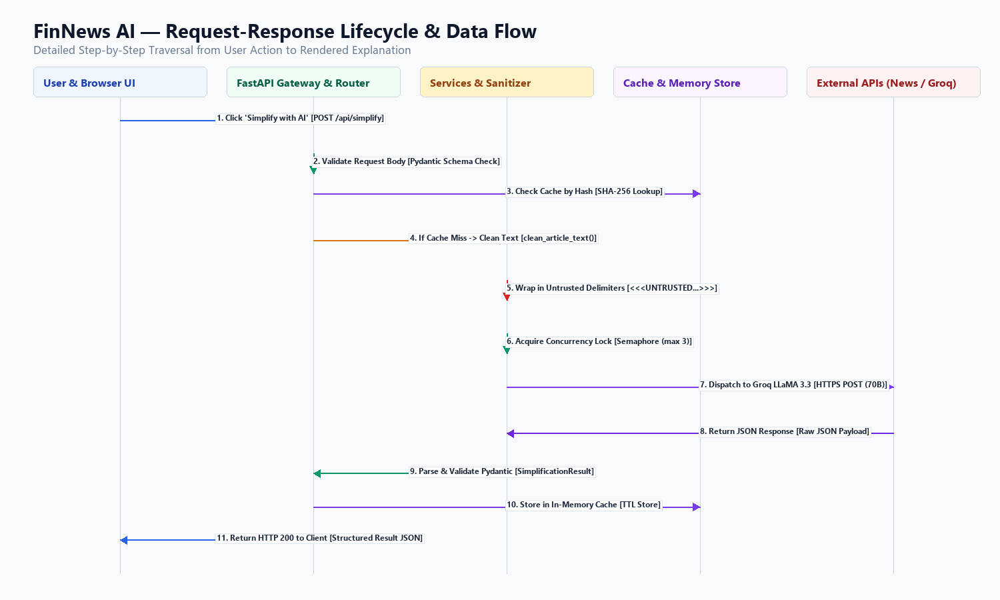 FinNews AI — Request-Response Lifecycle & Data Flow
Detailed Step-by-Step Traversal from User Action to Rendered Explanation
User & Browser UI
FastAPI Gateway & Router
Services & Sanitizer
Cache & Memory Store
External APIs (News / Groq)
1. Click 'Simplify with AI' [POST /api/simplify]
2. Validate Request Body [Pydantic Schema Check]
3. Check Cache by Hash [SHA-256 Lookup]
4. If Cache Miss -> Clean Text [clean_article_text()]
5. Wrap in Untrusted Delimiters [<<<UNTRUSTED...>>>]
6. Acquire Concurrency Lock [Semaphore (max 3)]
7. Dispatch to Groq LLaMA 3.3 [HTTPS POST (70B)]
8. Return JSON Response [Raw JSON Payload]
9. Parse & Validate Pydantic [SimplificationResult]
10. Store in In-Memory Cache [TTL Store]
11. Return HTTP 200 to Client [Structured Result JSON]